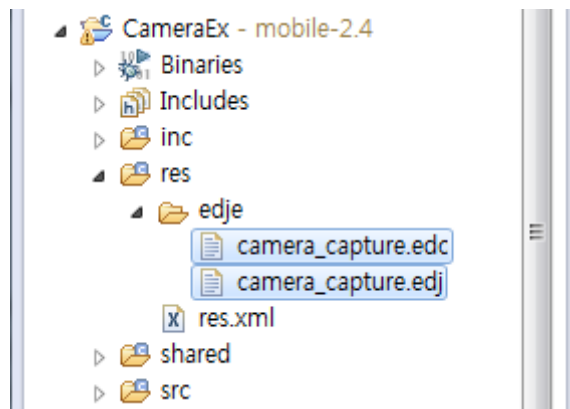 CameraEx - mobile-2.4
Binaries
Includes
inc
res
edje
camera_capture.edc
camera_capture.edj
res.xml
shared
src